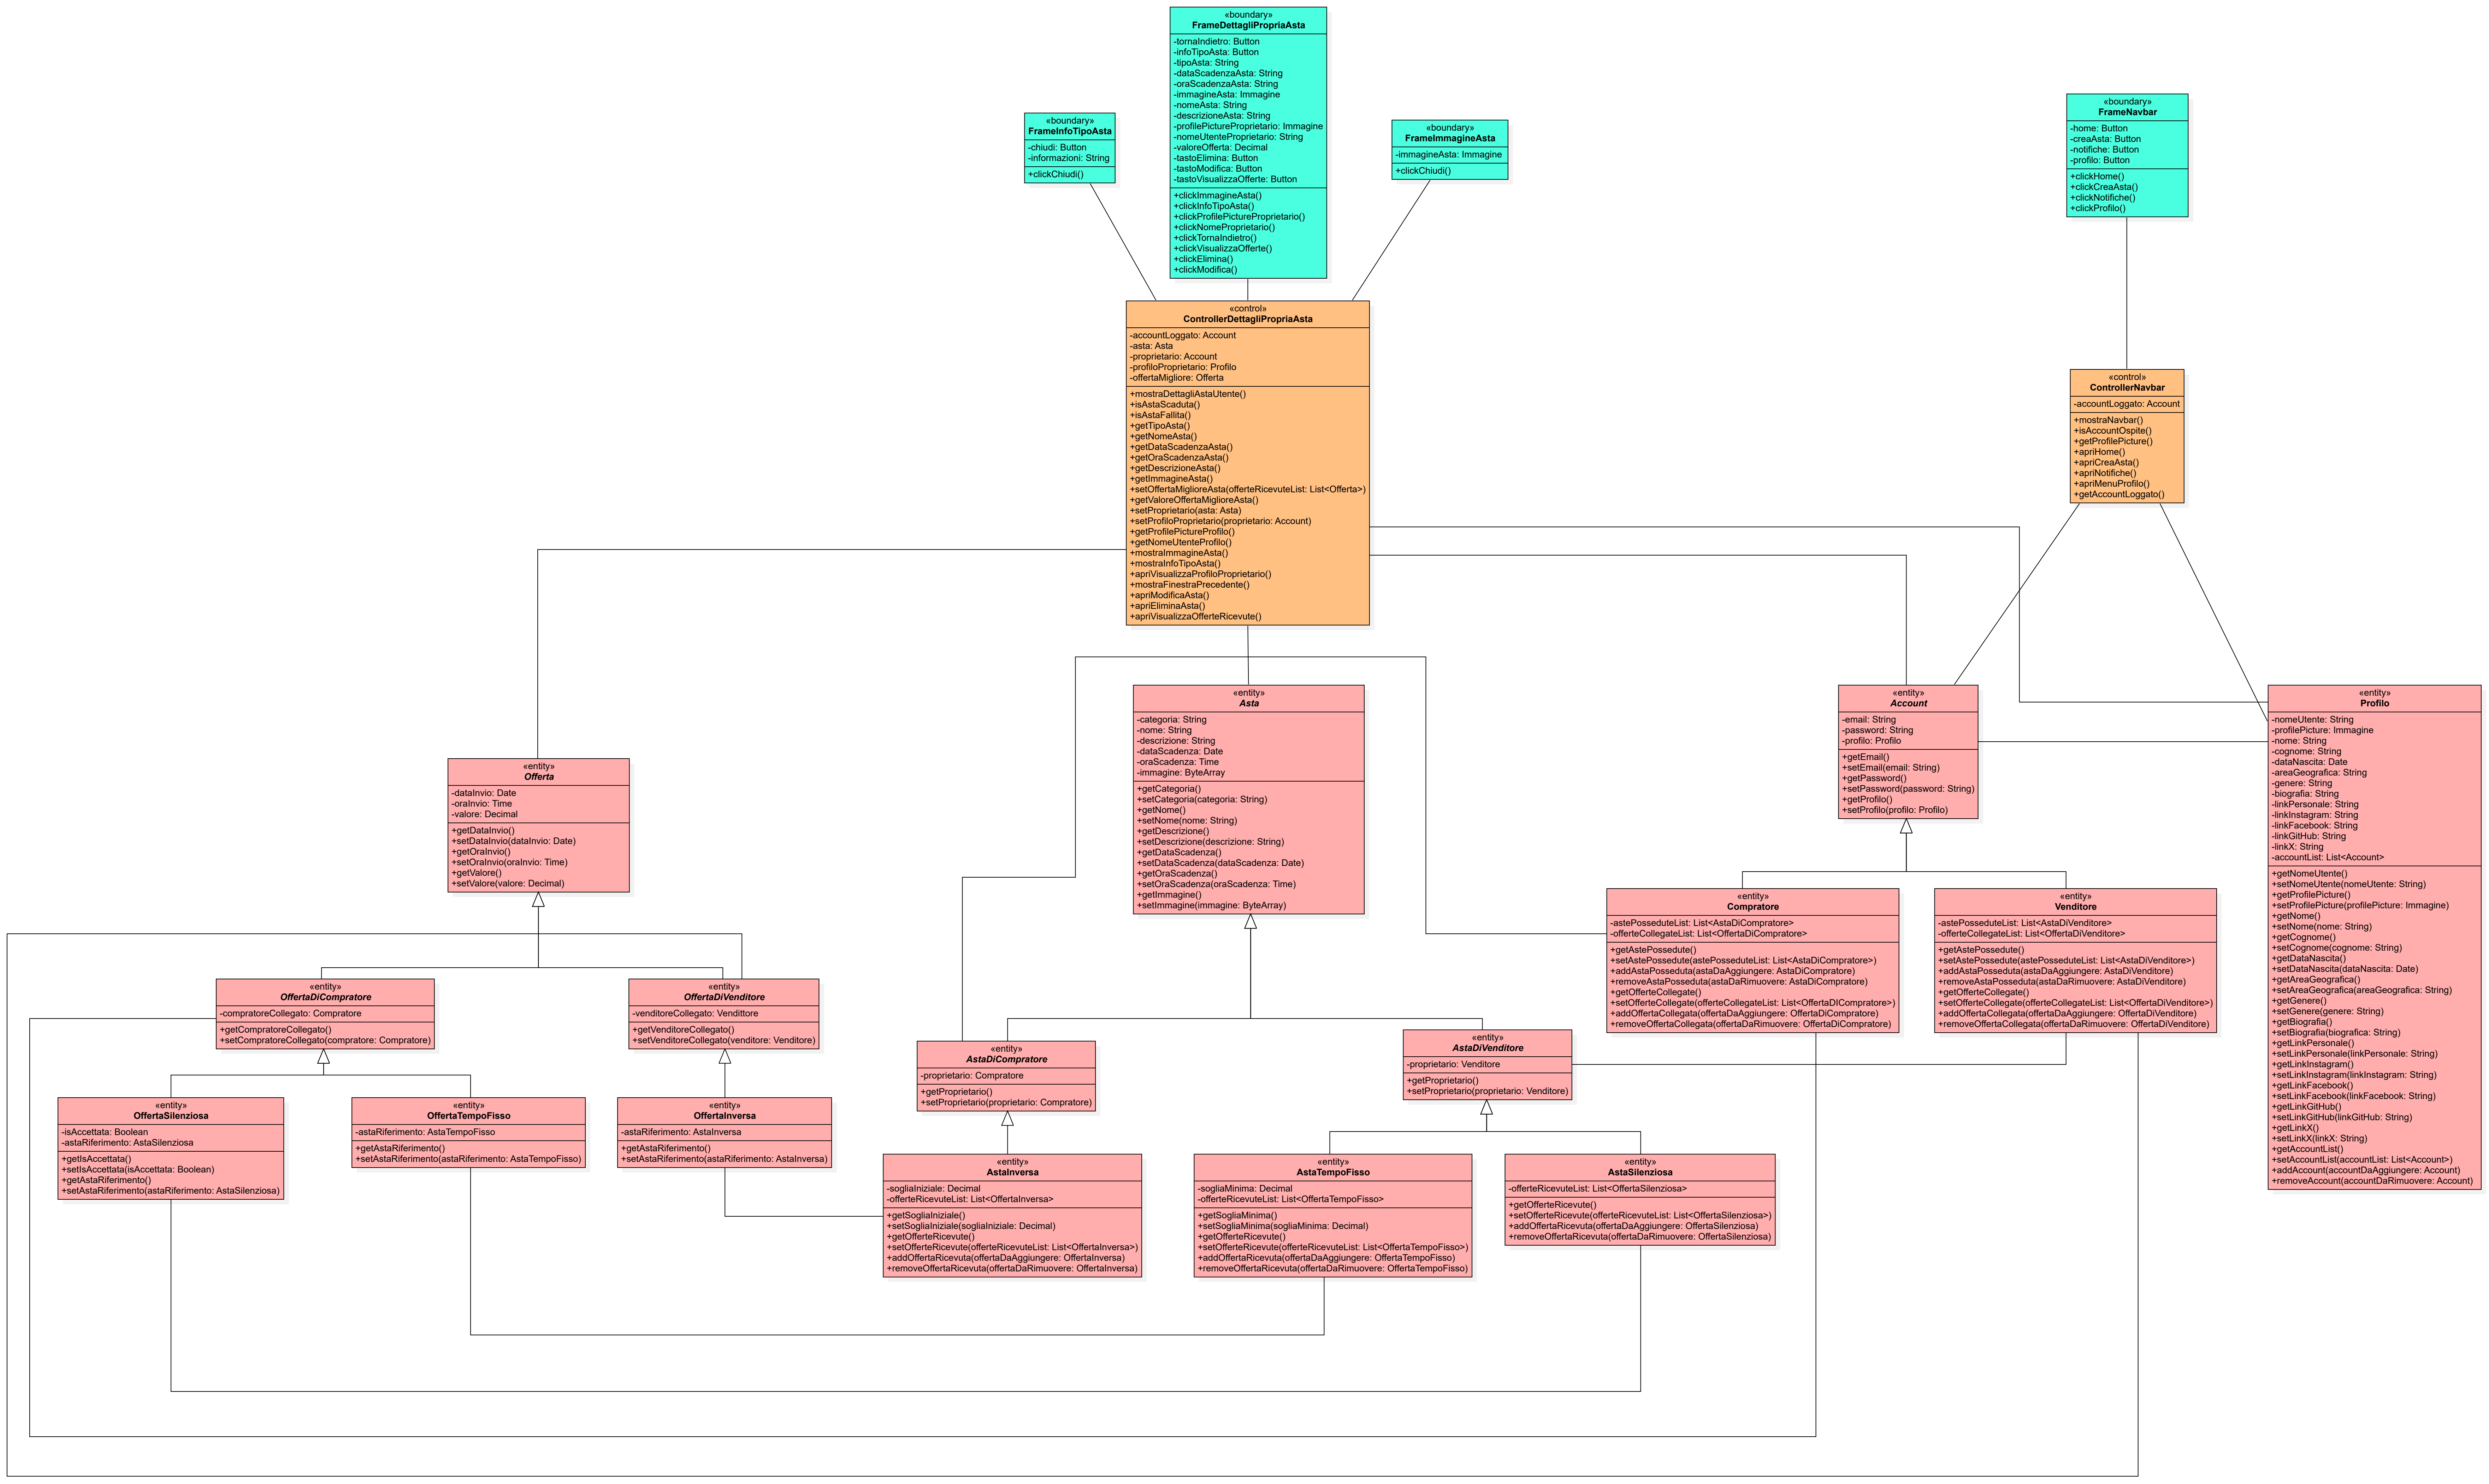 «boundary»
FrameDettagliPropriaAsta
-tornaIndietro: Button
-infoTipoAsta: Button
-tipoAsta: String
-dataScadenzaAsta: String
-oraScadenzaAsta: String
-immagineAsta: Immagine
-nomeAsta: String
-descrizioneAsta: String
-profilePictureProprietario: Immagine
-nomeUtenteProprietario: String
-valoreOfferta: Decimal
-tastoElimina: Button
-tastoModifica: Button
-tastoVisualizzaOfferte: Button
+clickImmagineAsta()
+clickInfoTipoAsta()
+clickProfilePictureProprietario()
+clickNomeProprietario()
+clickTornaIndietro()
+clickVisualizzaOfferte()
+clickElimina()
+clickModifica()
«boundary»
FrameInfoTipoAsta
-chiudi: Button
-informazioni: String
+clickChiudi()
«boundary»
FrameImmagineAsta
-immagineAsta: Immagine
+clickChiudi()
«boundary»
FrameNavbar
-home: Button
-creaAsta: Button
-notifiche: Button
-profilo: Button
+clickHome()
+clickCreaAsta()
+clickNotifiche()
+clickProfilo()
«control»
ControllerDettagliPropriaAsta
-accountLoggato: Account
-asta: Asta
-proprietario: Account
-profiloProprietario: Profilo
-offertaMigliore: Offerta
+mostraDettagliAstaUtente()
+isAstaScaduta()
+isAstaFallita()
+getTipoAsta()
+getNomeAsta()
+getDataScadenzaAsta()
+getOraScadenzaAsta()
+getDescrizioneAsta()
+getImmagineAsta()
+setOffertaMiglioreAsta(offerteRicevuteList: List<Offerta>)
+getValoreOffertaMiglioreAsta()
+setProprietario(asta: Asta)
+setProfiloProprietario(proprietario: Account)
+getProfilePictureProfilo()
+getNomeUtenteProfilo()
+mostraImmagineAsta()
+mostraInfoTipoAsta()
+apriVisualizzaProfiloProprietario()
+mostraFinestraPrecedente()
+apriModificaAsta()
+apriEliminaAsta()
+apriVisualizzaOfferteRicevute()
«control»
ControllerNavbar
-accountLoggato: Account
+mostraNavbar()
+isAccountOspite()
+getProfilePicture()
+apriHome()
+apriCreaAsta()
+apriNotifiche()
+apriMenuProfilo()
+getAccountLoggato()
«entity»
Asta
-categoria: String
-nome: String
-descrizione: String
-dataScadenza: Date
-oraScadenza: Time
-immagine: ByteArray
+getCategoria()
+setCategoria(categoria: String)
+getNome()
+setNome(nome: String)
+getDescrizione()
+setDescrizione(descrizione: String)
+getDataScadenza()
+setDataScadenza(dataScadenza: Date)
+getOraScadenza()
+setOraScadenza(oraScadenza: Time)
+getImmagine()
+setImmagine(immagine: ByteArray)
«entity»
Account
-email: String
-password: String
-profilo: Profilo
+getEmail()
+setEmail(email: String)
+getPassword()
+setPassword(password: String)
+getProfilo()
+setProfilo(profilo: Profilo)
«entity»
Profilo
-nomeUtente: String
-profilePicture: Immagine
-nome: String
-cognome: String
-dataNascita: Date
-areaGeografica: String
-genere: String
-biografia: String
-linkPersonale: String
-linkInstagram: String
-linkFacebook: String
-linkGitHub: String
-linkX: String
-accountList: List<Account>
+getNomeUtente()
+setNomeUtente(nomeUtente: String)
+getProfilePicture()
+setProfilePicture(profilePicture: Immagine)
+getNome()
+setNome(nome: String)
+getCognome()
+setCognome(cognome: String)
+getDataNascita()
+setDataNascita(dataNascita: Date)
+getAreaGeografica()
+setAreaGeografica(areaGeografica: String)
+getGenere()
+setGenere(genere: String)
+getBiografia()
+setBiografia(biografica: String)
+getLinkPersonale()
+setLinkPersonale(linkPersonale: String)
+getLinkInstagram()
+setLinkInstagram(linkInstagram: String)
+getLinkFacebook()
+setLinkFacebook(linkFacebook: String)
+getLinkGitHub()
+setLinkGitHub(linkGitHub: String)
+getLinkX()
+setLinkX(linkX: String)
+getAccountList()
+setAccountList(accountList: List<Account>)
+addAccount(accountDaAggiungere: Account)
+removeAccount(accountDaRimuovere: Account)
«entity»
Offerta
-dataInvio: Date
-oraInvio: Time
-valore: Decimal
+getDataInvio()
+setDataInvio(dataInvio: Date)
+getOraInvio()
+setOraInvio(oraInvio: Time)
+getValore()
+setValore(valore: Decimal)
«entity»
Compratore
-astePosseduteList: List<AstaDiCompratore>
-offerteCollegateList: List<OffertaDiCompratore>
+getAstePossedute()
+setAstePossedute(astePosseduteList: List<AstaDiCompratore>)
+addAstaPosseduta(astaDaAggiungere: AstaDiCompratore)
+removeAstaPosseduta(astaDaRimuovere: AstaDiCompratore)
+getOfferteCollegate()
+setOfferteCollegate(offerteCollegateList: List<OffertaDICompratore>)
+addOffertaCollegata(offertaDaAggiungere: OffertaDiCompratore)
+removeOffertaCollegata(offertaDaRimuovere: OffertaDiCompratore)
«entity»
Venditore
-astePosseduteList: List<AstaDiVenditore>
-offerteCollegateList: List<OffertaDiVenditore>
+getAstePossedute()
+setAstePossedute(astePosseduteList: List<AstaDiVenditore>)
+addAstaPosseduta(astaDaAggiungere: AstaDiVenditore)
+removeAstaPosseduta(astaDaRimuovere: AstaDiVenditore)
+getOfferteCollegate()
+setOfferteCollegate(offerteCollegateList: List<OffertaDiVenditore>)
+addOffertaCollegata(offertaDaAggiungere: OffertaDiVenditore)
+removeOffertaCollegata(offertaDaRimuovere: OffertaDiVenditore)
«entity»
OffertaDiCompratore
-compratoreCollegato: Compratore
+getCompratoreCollegato()
+setCompratoreCollegato(compratore: Compratore)
«entity»
OffertaDiVenditore
-venditoreCollegato: Vendittore
+getVenditoreCollegato()
+setVenditoreCollegato(venditore: Venditore)
«entity»
AstaDiCompratore
-proprietario: Compratore
+getProprietario()
+setProprietario(proprietario: Compratore)
«entity»
AstaDiVenditore
-proprietario: Venditore
+getProprietario()
+setProprietario(proprietario: Venditore)
«entity»
OffertaSilenziosa
-isAccettata: Boolean
-astaRiferimento: AstaSilenziosa
+getIsAccettata()
+setIsAccettata(isAccettata: Boolean)
+getAstaRiferimento()
+setAstaRiferimento(astaRiferimento: AstaSilenziosa)
«entity»
OffertaTempoFisso
-astaRiferimento: AstaTempoFisso
+getAstaRiferimento()
+setAstaRiferimento(astaRiferimento: AstaTempoFisso)
«entity»
OffertaInversa
-astaRiferimento: AstaInversa
+getAstaRiferimento()
+setAstaRiferimento(astaRiferimento: AstaInversa)
«entity»
AstaInversa
-sogliaIniziale: Decimal
-offerteRicevuteList: List<OffertaInversa>
+getSogliaIniziale()
+setSogliaIniziale(sogliaIniziale: Decimal)
+getOfferteRicevute()
+setOfferteRicevute(offerteRicevuteList: List<OffertaInversa>)
+addOffertaRicevuta(offertaDaAggiungere: OffertaInversa)
+removeOffertaRicevuta(offertaDaRimuovere: OffertaInversa)
«entity»
AstaTempoFisso
-sogliaMinima: Decimal
-offerteRicevuteList: List<OffertaTempoFisso>
+getSogliaMinima()
+setSogliaMinima(sogliaMinima: Decimal)
+getOfferteRicevute()
+setOfferteRicevute(offerteRicevuteList: List<OffertaTempoFisso>)
+addOffertaRicevuta(offertaDaAggiungere: OffertaTempoFisso)
+removeOffertaRicevuta(offertaDaRimuovere: OffertaTempoFisso)
«entity»
AstaSilenziosa
-offerteRicevuteList: List<OffertaSilenziosa>
+getOfferteRicevute()
+setOfferteRicevute(offerteRicevuteList: List<OffertaSilenziosa>)
+addOffertaRicevuta(offertaDaAggiungere: OffertaSilenziosa)
+removeOffertaRicevuta(offertaDaRimuovere: OffertaSilenziosa)